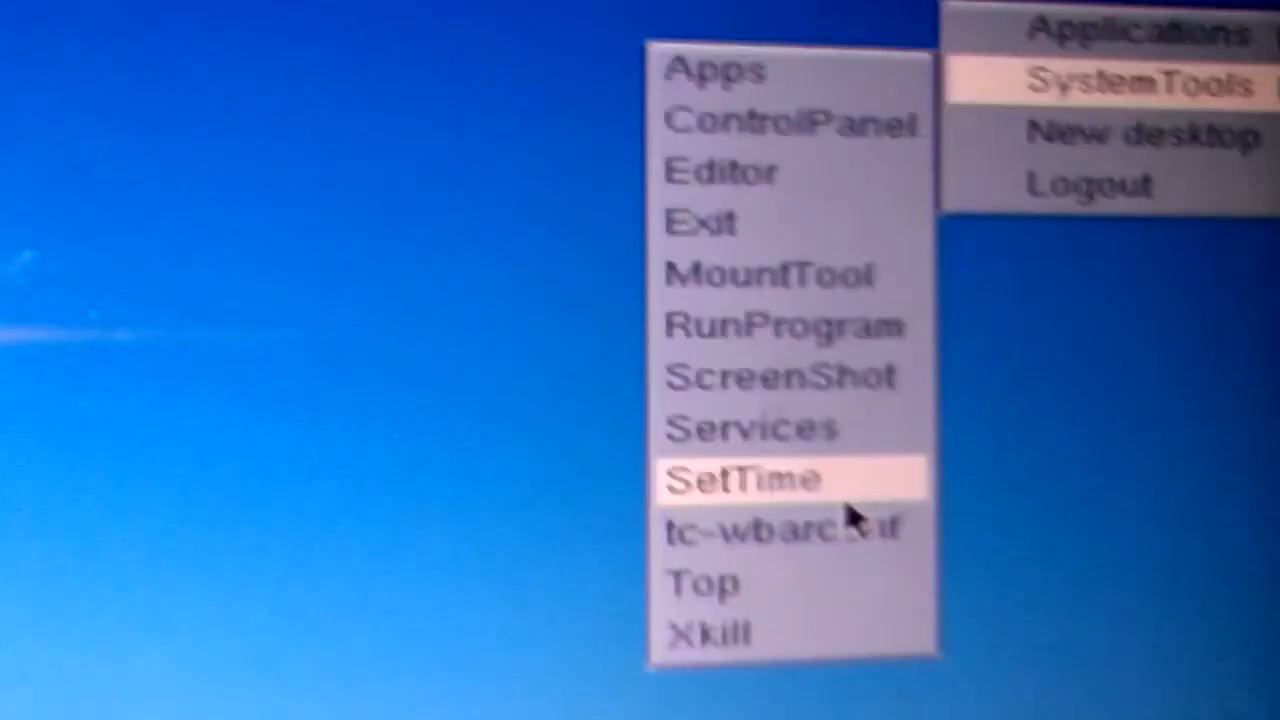 Applications
SystemTools
New desktop
Logout
Apps
ControlPanel
Editor
Exit
MountTool
RunProgram
ScreenShot
Services
SetTime
Top
Xkill